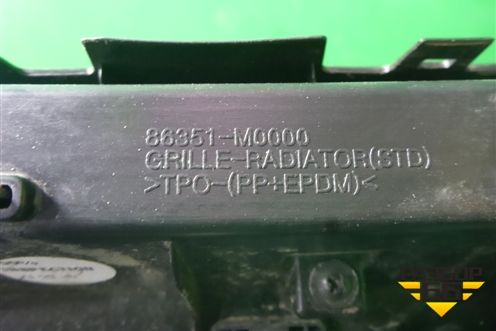 86351-M0000
GRILLE-RADIATOR(STD)
>TPO-(PP+EPDM)<